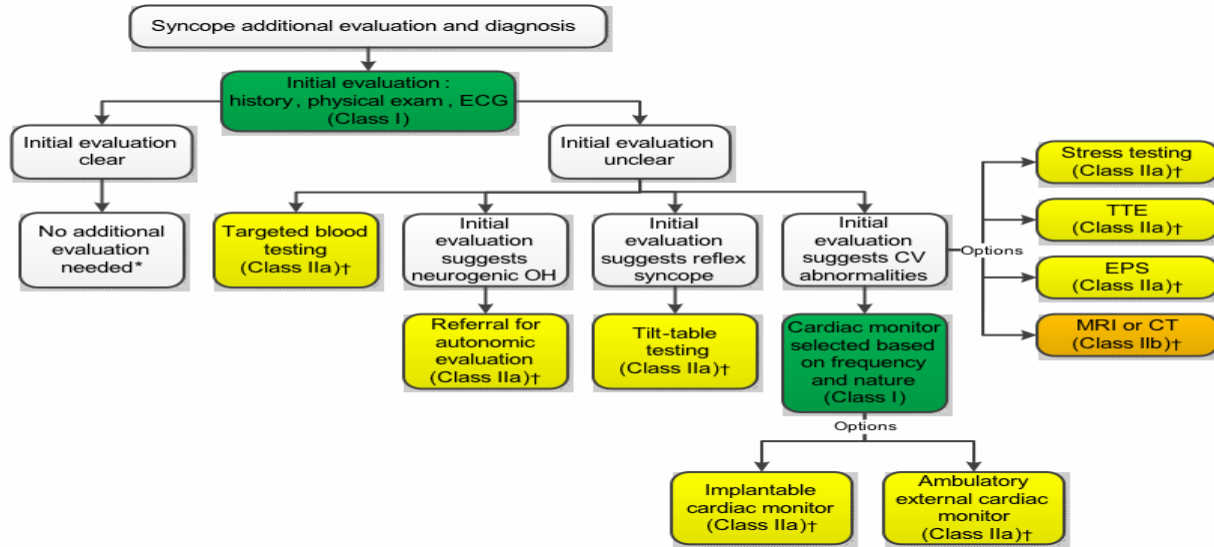 Syncope additional evaluation and diagnosis
Initial evaluation :
history , physical exam , ECG
(Class I)
Initial evaluation
clear
Initial evaluation
unclear
No additional
evaluation
needed*
Targeted blood
testing
(Class IIa)†
Initial
evaluation
suggests
neurogenic OH
Initial
evaluation
suggests reflex
syncope
Initial
evaluation
suggests CV
abnormalities
Options
Stress testing
(Class IIa)†
TTE
(Class IIa)†
EPS
(Class IIa)†
MRI or CT
(Class IIb)†
Referral for
autonomic
evaluation
(Class IIa)†
Tilt-table
testing
(Class IIa)†
Cardiac monitor
selected based
on frequency
and nature
(Class I)
Options
Implantable
cardiac monitor
(Class IIa)†
Ambulatory
external cardiac
monitor
(Class IIa)†